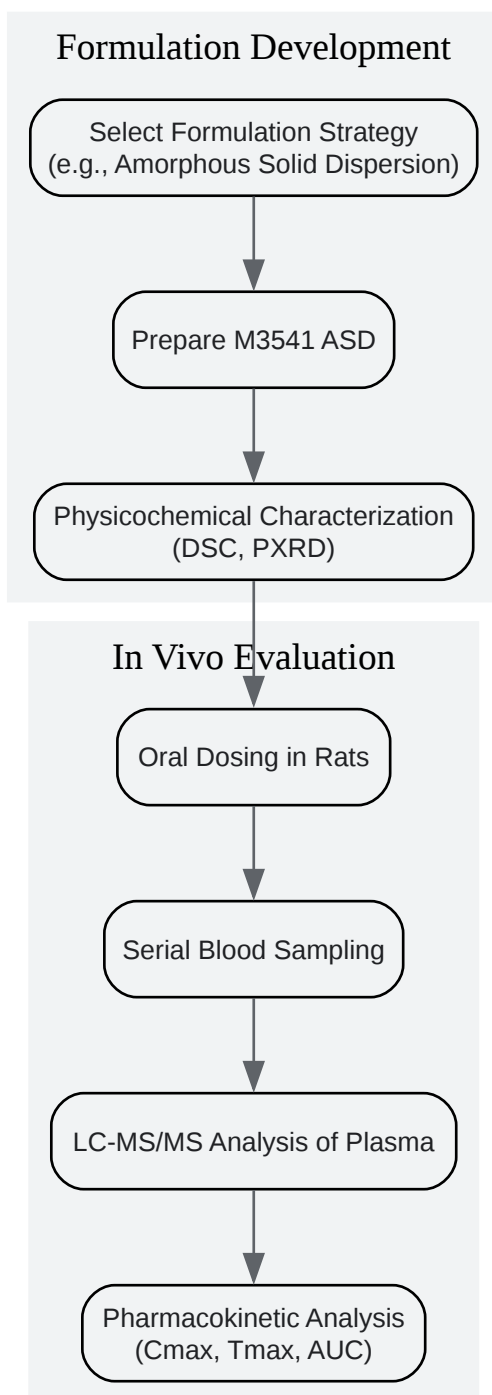 Formulation Development
Select Formulation Strategy
(e.g., Amorphous Solid Dispersion)
Prepare M3541 ASD
Physicochemical Characterization
(DSC, PXRD)
In Vivo Evaluation
Oral Dosing in Rats
Serial Blood Sampling
LC-MS/MS Analysis of Plasma
Pharmacokinetic Analysis
(Cmax, Tmax, AUC)